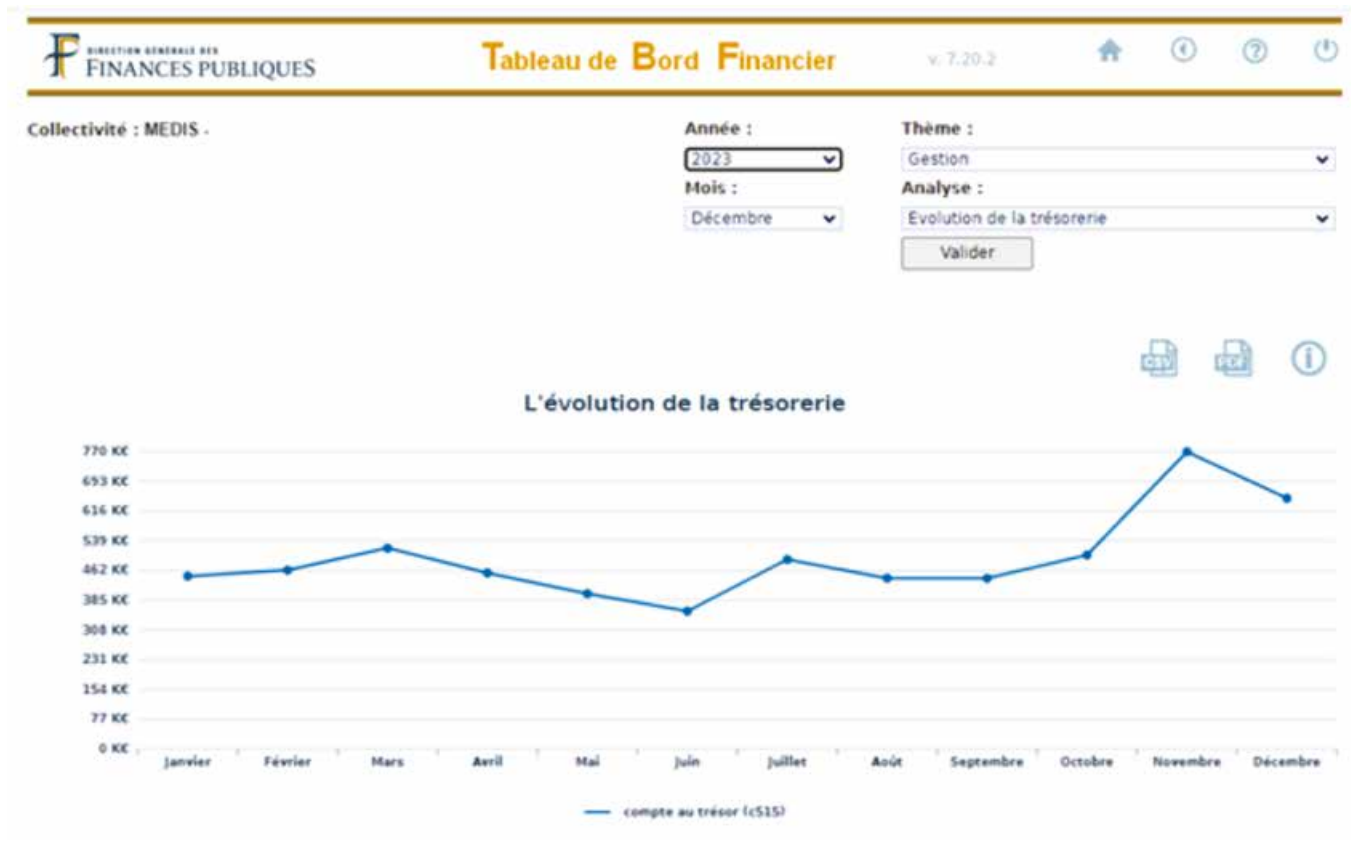 DIRECTION GÉNÉRALE DES
FINANCES PUBLIQUES
Tableau de Bord Financier
v. 7.20.2
Collectivité : MEDIS -
Année :
Thème :
2023
Gestion
Mois :
Analyse :
Décembre
Evolution de la trésorerie
Valider
L'évolution de la trésorerie
770 K€
693 K€
616 K€
539 K€
462 K€
385 K€
308 K€
231 K€
154 K€
77 K€
0 K€
Janvier Février Mars Avril Mai Juin Juillet Août Septembre Octobre Novembre Décembre
compte au trésor (c515)